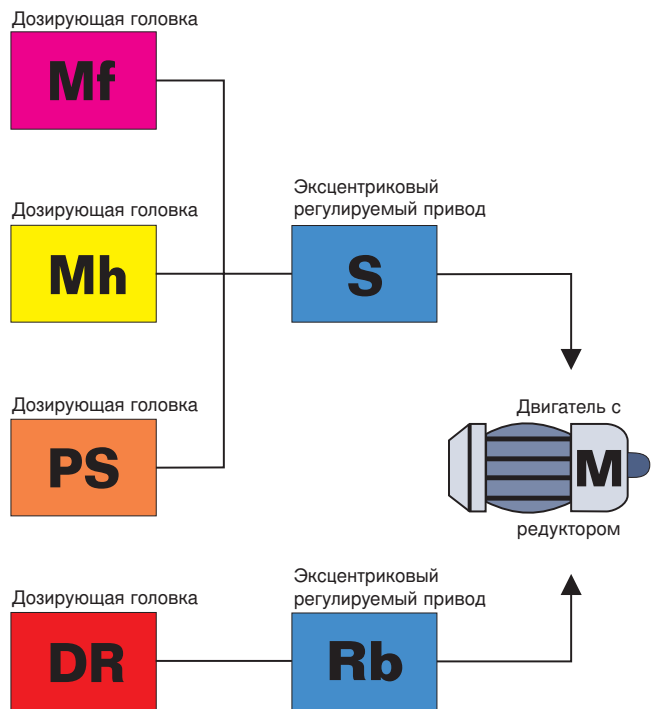 Дозирующая головка
Mf
Дозирующая головка
Mh
Эксцентриковый
регулируемый привод
S
Дозирующая головка
PS
Двигатель с
M
редуктором
Дозирующая головка
DR
Эксцентриковый
регулируемый привод
Rb